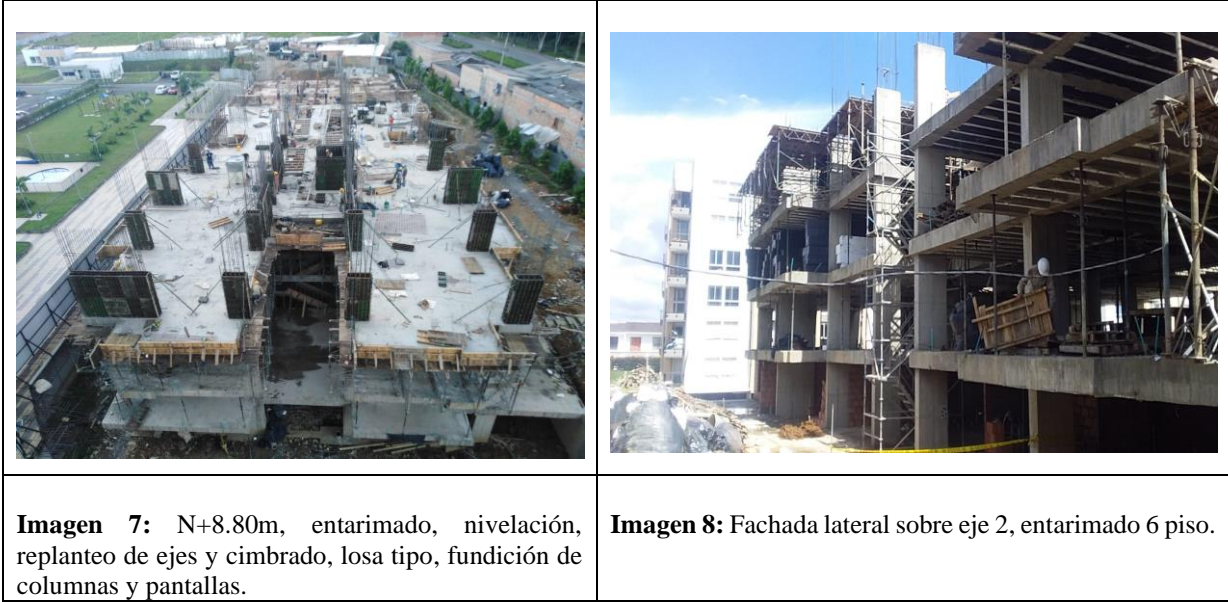 Imagen 7: N+8.80m, entarimado, nivelación,
replanteo de ejes y cimbrado, losa tipo, fundición de
columnas y pantallas.
Imagen 8: Fachada lateral sobre eje 2, entarimado 6 piso.